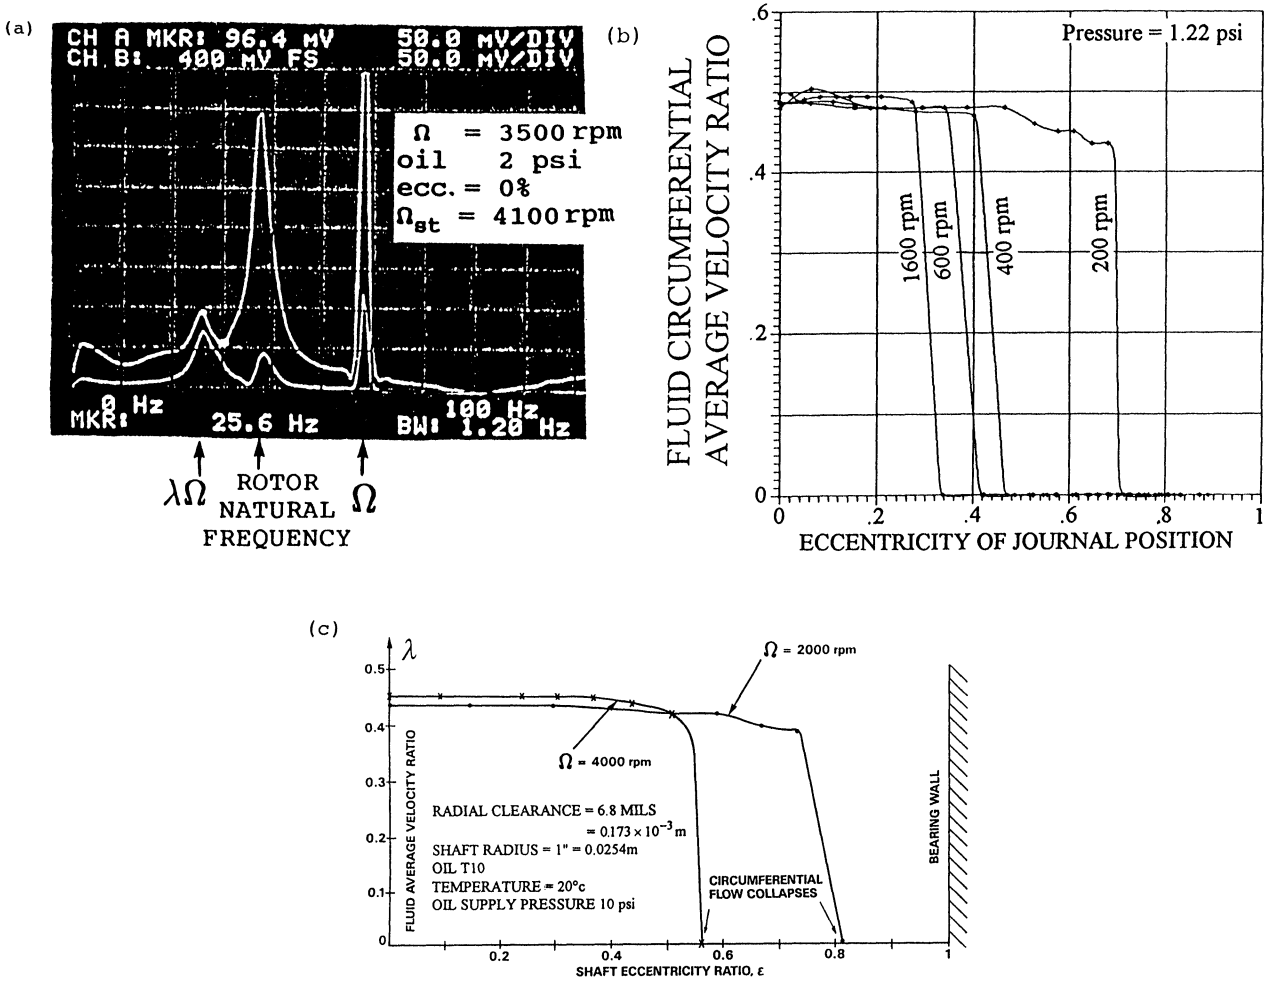 (a)
CH A MKR: 96.4 mV 50.0 mV/DIV
CH B: 400 mV FS 50.0 mV/DIV
Ω = 3500 rpm
oil 2 psi
ecc. = 0%
Ωst = 4100 rpm
0 Hz 100 Hz
MKR: 25.6 Hz BW: 1.20 Hz
λΩ
ROTOR
NATURAL
FREQUENCY
Ω
(b)
Pressure = 1.22 psi
FLUID CIRCUMFERENTIAL
AVERAGE VELOCITY RATIO
.6
.4
.2
0
1600 rpm
600 rpm
400 rpm
200 rpm
0 .2 .4 .6 .8 1
ECCENTRICITY OF JOURNAL POSITION
(c)
λ
Ω = 2000 rpm
0.5
0.4
0.3
0.2
0.1
0
FLUID AVERAGE VELOCITY RATIO
Ω = 4000 rpm
RADIAL CLEARANCE = 6.8 MILS
= 0.173 × 10⁻³ m
SHAFT RADIUS = 1" = 0.0254m
OIL T10
TEMPERATURE = 20°c
OIL SUPPLY PRESSURE 10 psi
CIRCUMFERENTIAL
FLOW COLLAPSES
BEARING WALL
0.2 0.4 0.6 0.8 1
SHAFT ECCENTRICITY RATIO, ε